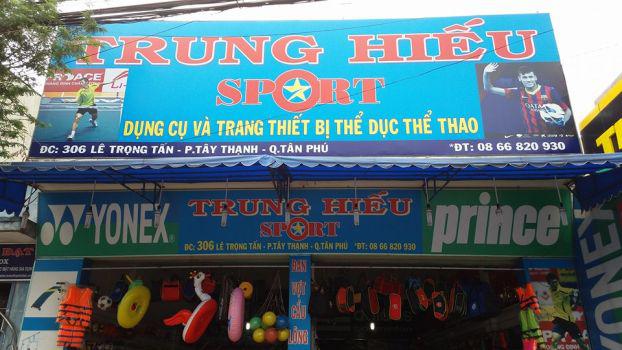 TRUNG HIẾU
SPORT
DỤNG CỤ VÀ TRANG THIẾT BỊ THỂ DỤC THỂ THAO
ĐC: 306 LÊ TRỌNG TẤN - P.TÂY THẠNH - Q.TÂN PHÚ *ĐT: 08 66 820 930
YONEX
TRUNG HIẾU
SPORT
ĐC: 306 LÊ TRỌNG TẤN - P.TÂY THẠNH - Q.TÂN PHÚ *ĐT: 08 66 820 930
prince
ĐAN
VỢT
CẦU
LÔNG
YONEX